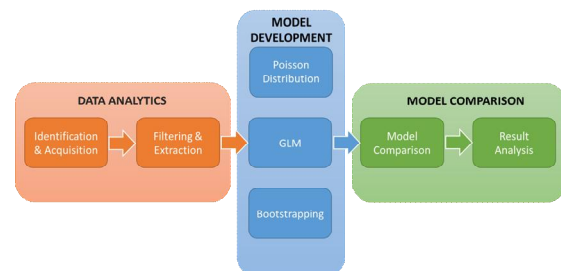 DATA ANALYTICS
Identification
& Acquisition
Filtering &
Extraction
MODEL
DEVELOPMENT
Poisson
Distribution
GLM
Bootstrapping
MODEL COMPARISON
Model
Comparison
Result
Analysis